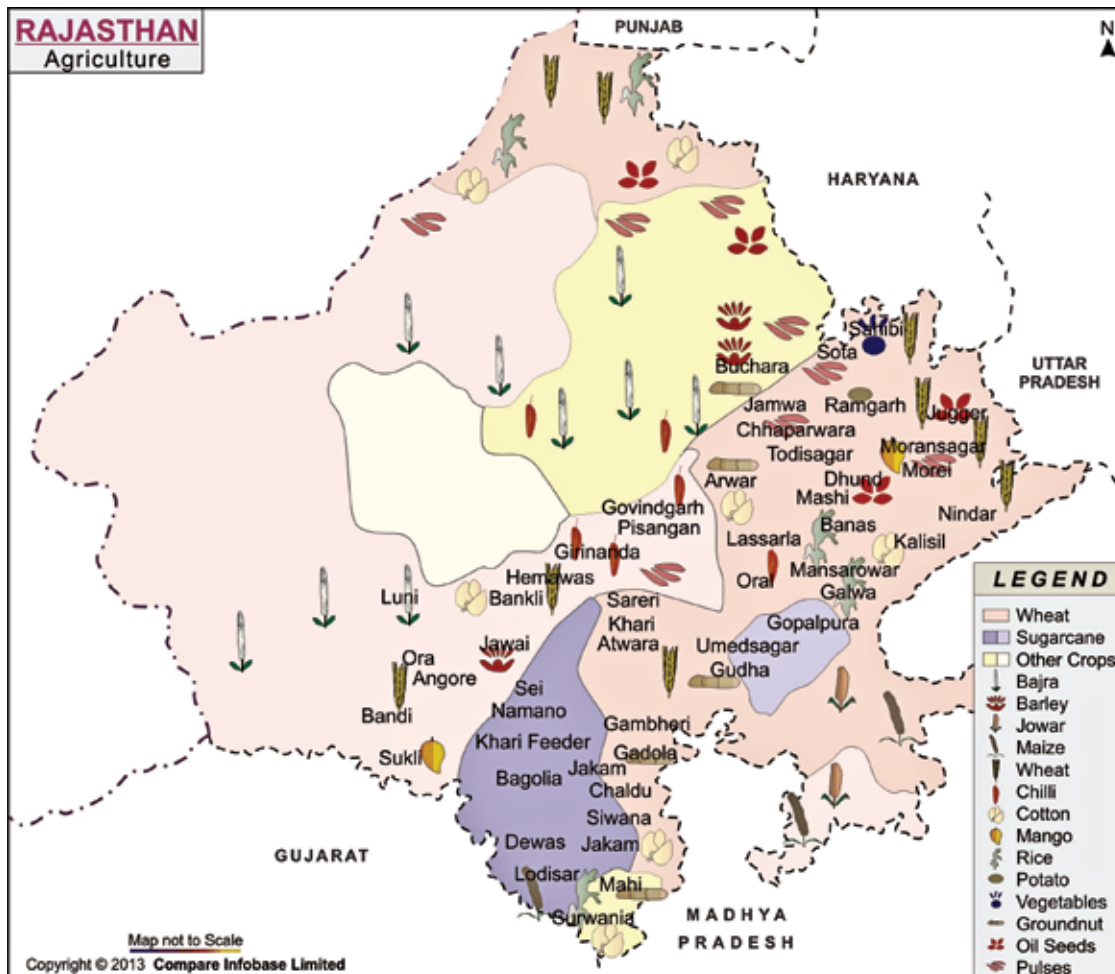 RAJASTHAN
Agriculture
PUNJAB
N
HARYANA
UTTAR
PRADESH
Sahibi
Sota
Buchara
Jamwa
Ramgarh
Jugger
Chhaparwara
Moransagar
Todisagar
Morei
Arwar
Dhund
Mashi
Govindgarh
Pisangan
Banas
Nindar
Lassarla
Kalisil
Girinanda
Hemawas
Oral
Mansarowar
Luni
Bankli
Sareri
Galwa
Khari
Gopalpura
Atwara
Umedsagar
Jawai
Gudha
Ora
Angore
Sei
Namano
Bandi
Gambheri
Khari Feeder
Gadola
Sukli
Bagolia
Jakam
Chaldu
Siwana
Dewas
Jakam
GUJARAT
Lodisar
Mahi
Surwania
MADHYA
PRADESH
LEGEND
Wheat
Sugarcane
Other Crops
Bajra
Barley
Jowar
Maize
Wheat
Chilli
Cotton
Mango
Rice
Potato
Vegetables
Groundnut
Oil Seeds
Pulses
Map not to Scale
Copyright © 2013 Compare Infobase Limited